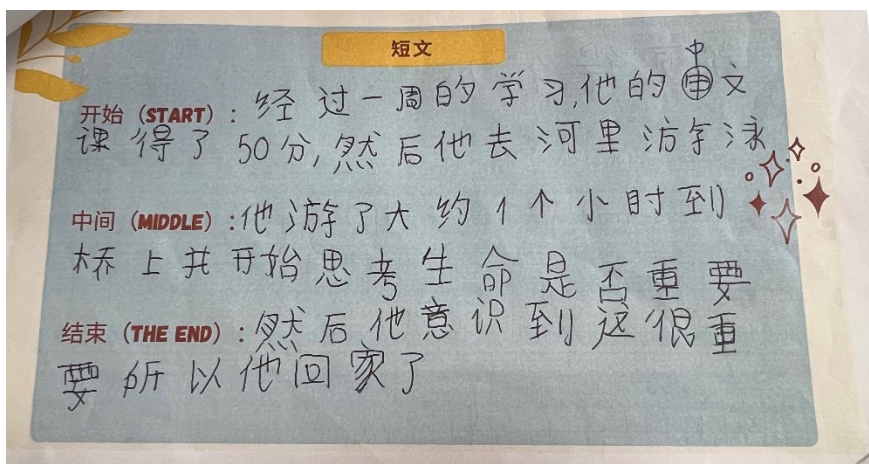 短文
开始（START）：经过一周的学习,他的中文
课得了50分,然后他去河里游泳
中间（MIDDLE）：他游了大约1个小时到
桥上并开始思考生命是否重要
结束（THE END）：然后他意识到这很重
要所以他回家了